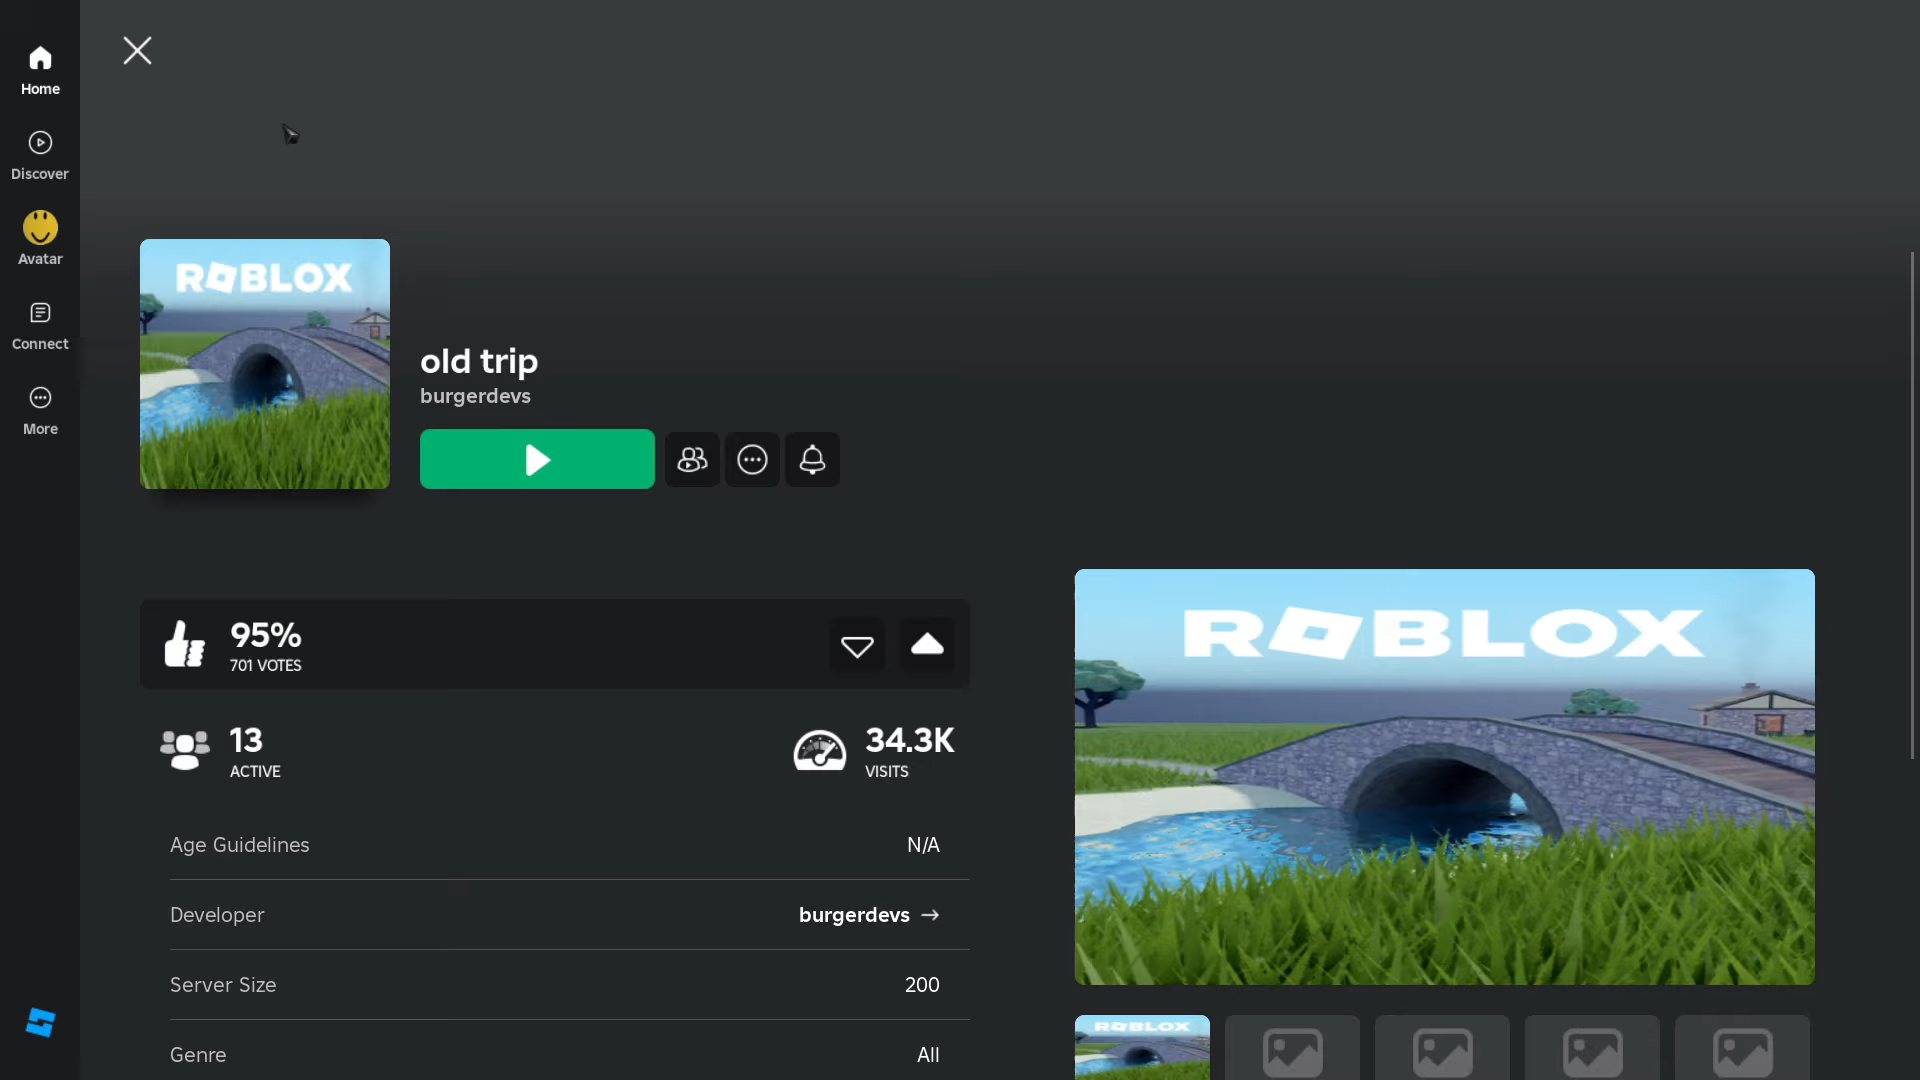 Home
Discover
Avatar
Connect
More
ROBLOX
old trip
burgerdevs
95%
701 VOTES
13
ACTIVE
34.3K
VISITS
Age Guidelines N/A
Developer burgerdevs →
Server Size 200
Genre All
ROBLOX
ROBLOX